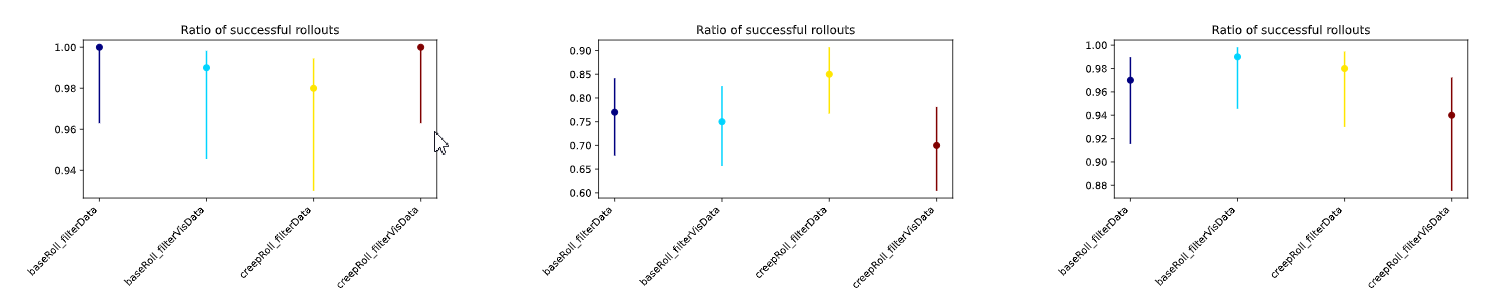 Ratio of successful rollouts
1.00
0.98
0.96
0.94
baseRoll_filterData
baseRoll_filterVisData
creepRoll_filterData
creepRoll_filterVisData
Ratio of successful rollouts
0.90
0.85
0.80
0.75
0.70
0.65
0.60
baseRoll_filterData
baseRoll_filterVisData
creepRoll_filterData
creepRoll_filterVisData
Ratio of successful rollouts
1.00
0.98
0.96
0.94
0.92
0.90
0.88
baseRoll_filterData
baseRoll_filterVisData
creepRoll_filterData
creepRoll_filterVisData